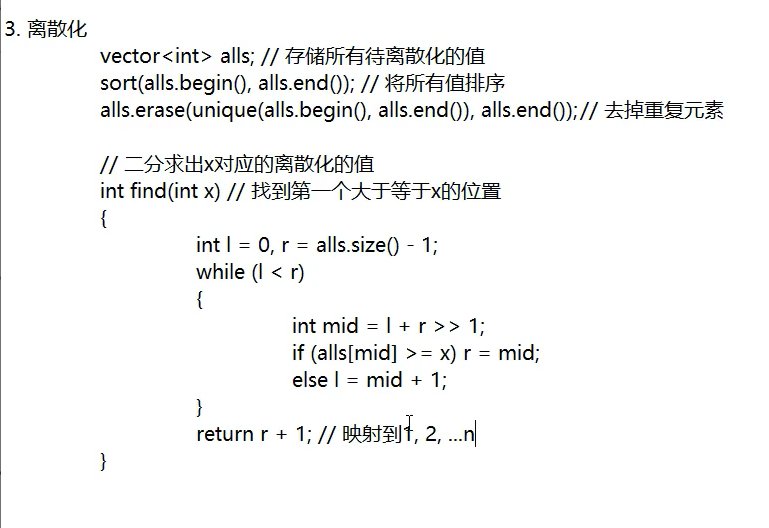 3. 离散化
vector<int> alls; // 存储所有待离散化的值
sort(alls.begin(), alls.end()); // 将所有值排序
alls.erase(unique(alls.begin(), alls.end()), alls.end());// 去掉重复元素
// 二分求出x对应的离散化的值
int find(int x) // 找到第一个大于等于x的位置
{
int l = 0, r = alls.size() - 1;
while (l < r)
{
int mid = l + r >> 1;
if (alls[mid] >= x) r = mid;
else l = mid + 1;
}
return r + 1; // 映射到1, 2, ...n
}